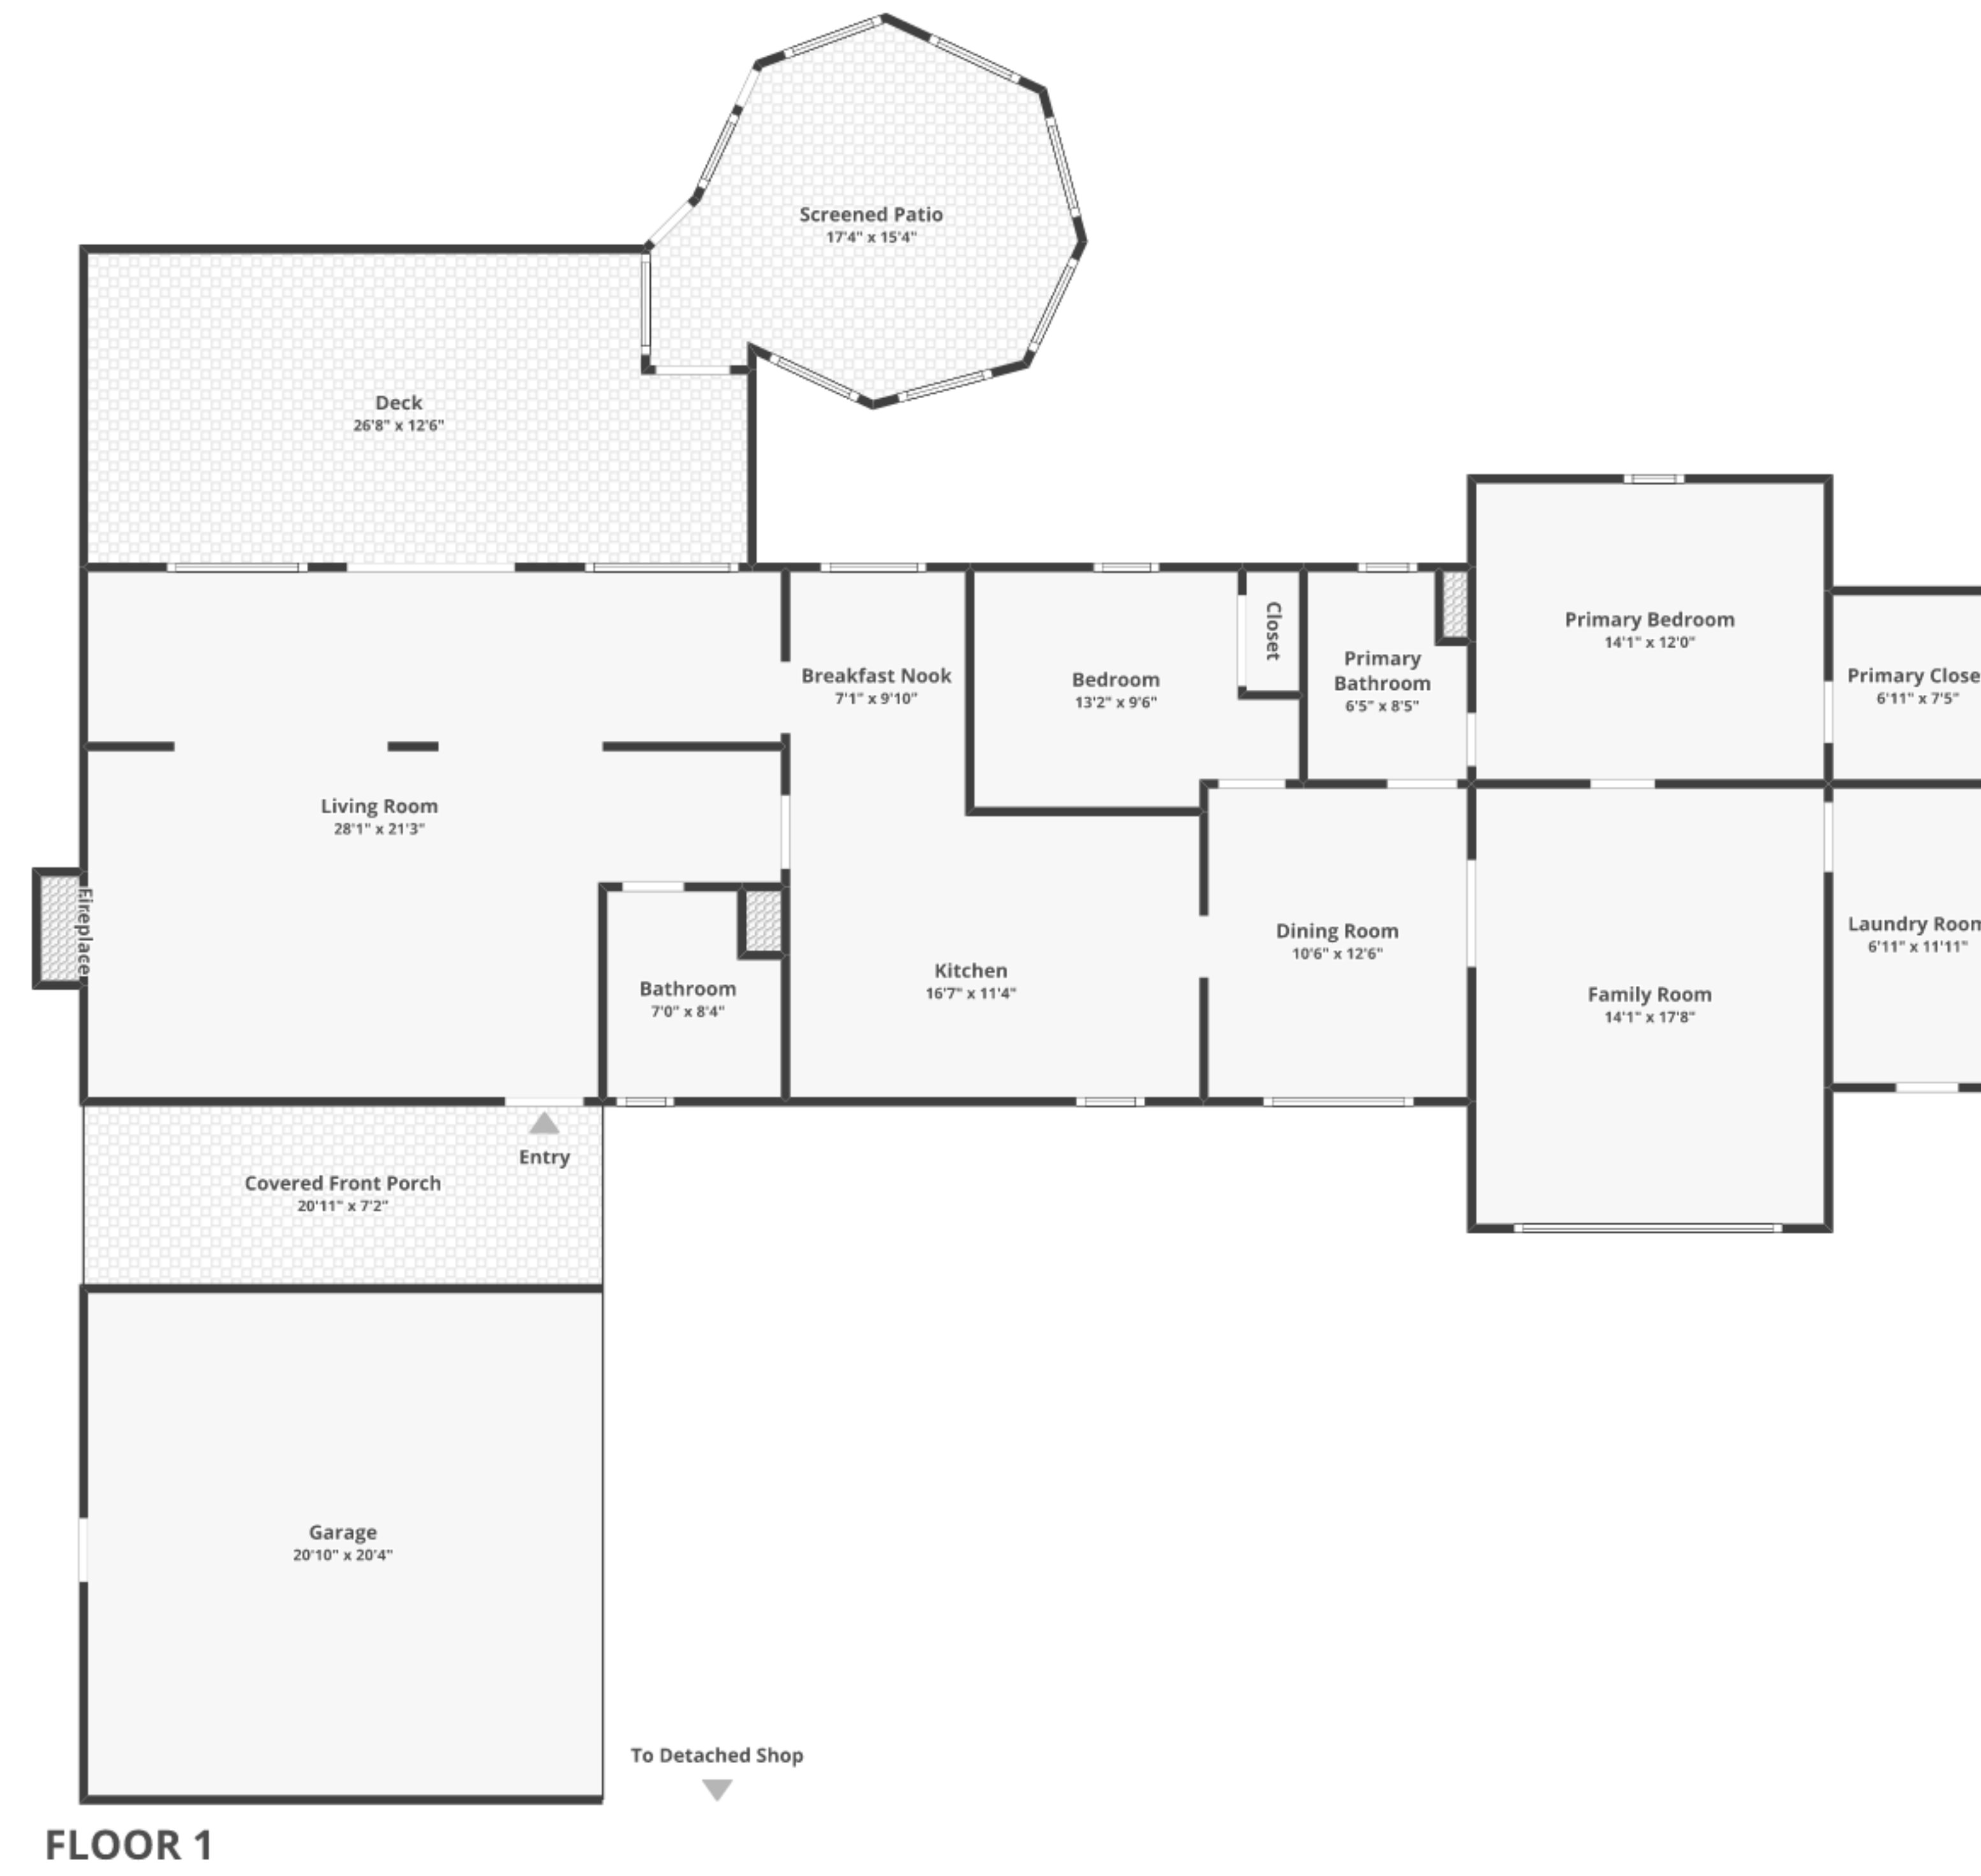 Screened Patio
17'4" x 15'4"
Deck
26'8" x 12'6"
Primary Bedroom
14'1" x 12'0"
Closet
Primary
Bathroom
6'5" x 8'5"
Breakfast Nook
7'1" x 9'10"
Bedroom
13'2" x 9'6"
Primary Close
6'11" x 7'5"
Living Room
28'1" x 21'3"
Fireplace
Dining Room
10'6" x 12'6"
Laundry Room
6'11" x 11'11"
Kitchen
16'7" x 11'4"
Bathroom
7'0" x 8'4"
Family Room
14'1" x 17'8"
Entry
Covered Front Porch
20'11" x 7'2"
Garage
20'10" x 20'4"
To Detached Shop
FLOOR 1